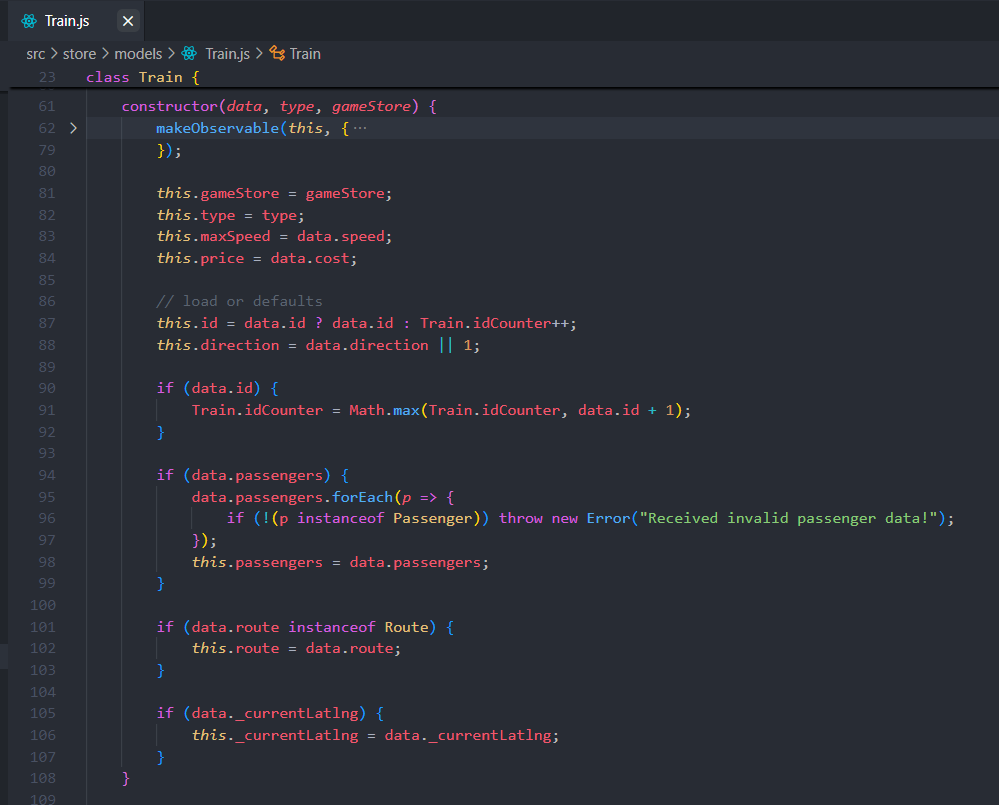 Train.js ×
src > store > models > Train.js > Train
23 class Train {
61 constructor(data, type, gameStore) {
62 > makeObservable(this, { ···
79 });
80
81 this.gameStore = gameStore;
82 this.type = type;
83 this.maxSpeed = data.speed;
84 this.price = data.cost;
85
86 // load or defaults
87 this.id = data.id ? data.id : Train.idCounter++;
88 this.direction = data.direction || 1;
89
90 if (data.id) {
91 Train.idCounter = Math.max(Train.idCounter, data.id + 1);
92 }
93
94 if (data.passengers) {
95 data.passengers.forEach(p => {
96 if (!(p instanceof Passenger)) throw new Error("Received invalid passenger data!");
97 });
98 this.passengers = data.passengers;
99 }
100
101 if (data.route instanceof Route) {
102 this.route = data.route;
103 }
104
105 if (data._currentLatlng) {
106 this._currentLatlng = data._currentLatlng;
107 }
108 }
109